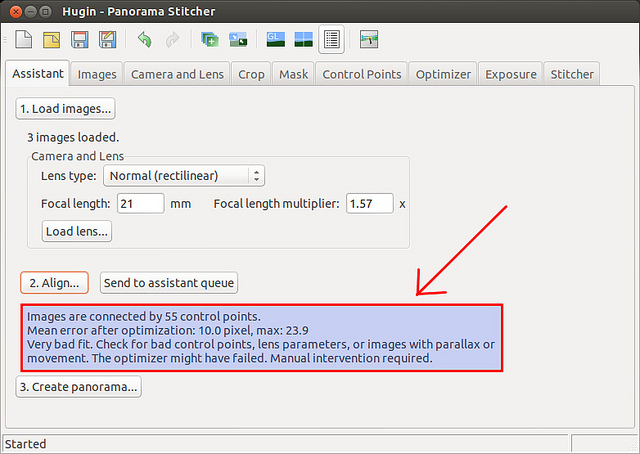 Hugin - Panorama Stitcher
GL
Assistant Images Camera and Lens Crop Mask Control Points Optimizer Exposure Stitcher
1. Load images...
3 images loaded.
Camera and Lens
Lens type: Normal (rectilinear)
Focal length: 21 mm Focal length multiplier: 1.57 x
Load lens...
2. Align... Send to assistant queue
Images are connected by 55 control points.
Mean error after optimization: 10.0 pixel, max: 23.9
Very bad fit. Check for bad control points, lens parameters, or images with parallax or
movement. The optimizer might have failed. Manual intervention required.
3. Create panorama...
Started